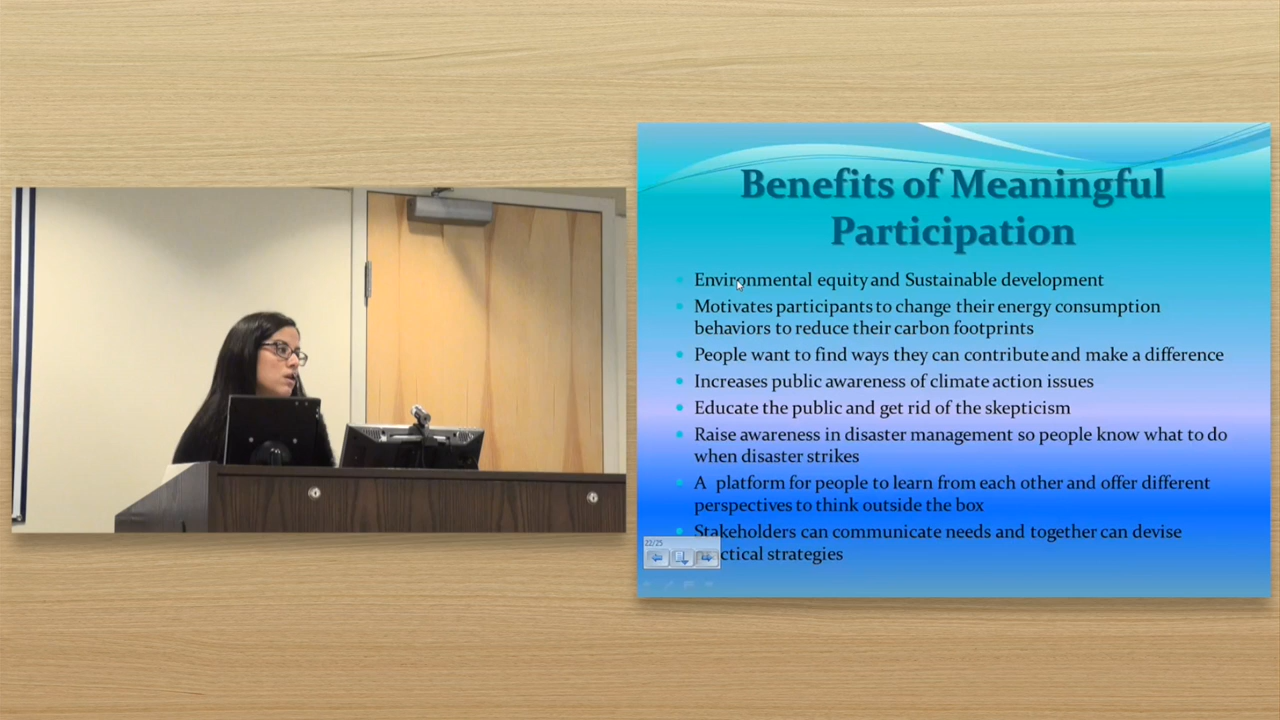 Benefits of Meaningful
Participation
Environmental equity and Sustainable development
Motivates participants to change their energy consumption
behaviors to reduce their carbon footprints
People want to find ways they can contribute and make a difference
Increases public awareness of climate action issues
Educate the public and get rid of the skepticism
Raise awareness in disaster management so people know what to do
when disaster strikes
A platform for people to learn from each other and offer different
perspectives to think outside the box
Stakeholders can communicate needs and together can devise
22/25
strategies